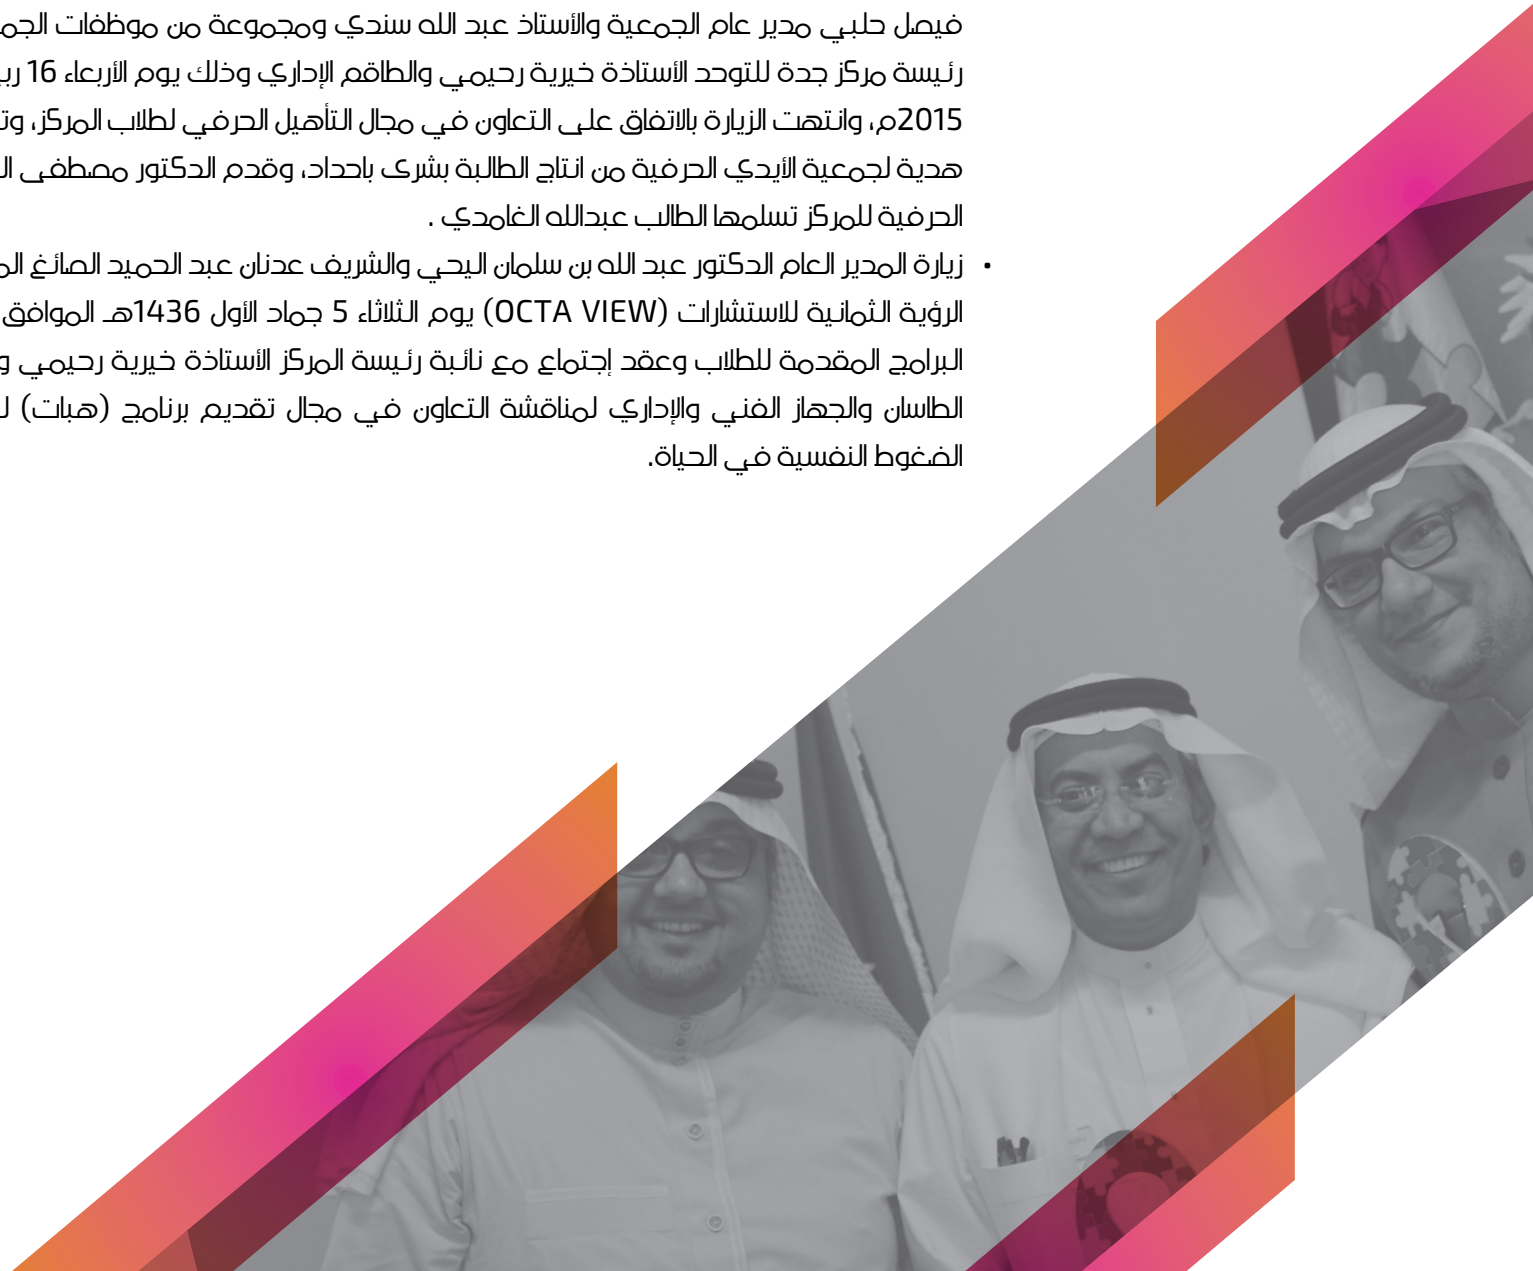 فيصل حلبي مدير عام الجمعية والأستاذ عبد الله سندي ومجموعة من موظفات
رئيسة مركز جدة للتوحد الأستاذة خيرية رحيمي والطاقم الإداري وذلك يوم الأربعاء 16
2015م، وانتهت الزيارة بالاتفاق على التعاون في مجال التأهيل الحرفي لطلاب المركز،
هدية لجمعية الأيدي الحرفية من انتاج الطالبة بشرى باحداد، وقدم الدكتور مصطفى
الحرفية للمركز تسلمها الطالب عبدالله الغامدي .
• زيارة المدير العام الدكتور عبد الله بن سلمان اليحي والشريف عدنان عبد الحميد الصائغ
الرؤية الثمانية للاستشارات (OCTA VIEW) يوم الثلاثاء 5 جماد الأول 1436هـ الموافق
البرامج المقدمة للطلاب وعقد إجتماع مع نائبة رئيسة المركز الأستاذة خيرية رحيمي
الطاسان والجهاز الفني والإداري لمناقشة التعاون في مجال تقديم برنامج (هبات)
الضغوط النفسية في الحياة.